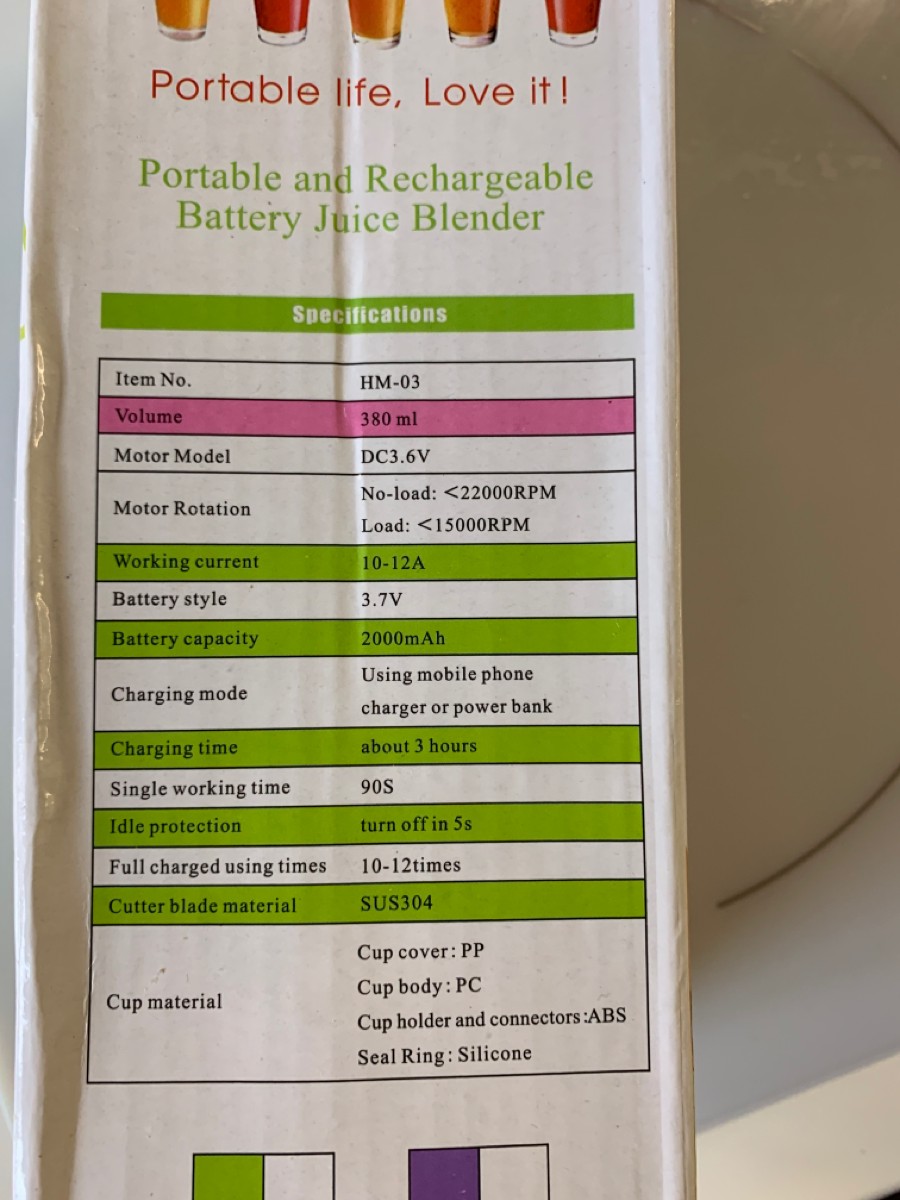 Portable life, Love it!
Portable and Rechargeable
Battery Juice Blender
Specifications
Item No. HM-03
Volume 380 ml
Motor Model DC3.6V
Motor Rotation No-load: <22000RPM
Load: <15000RPM
Working current 10-12A
Battery style 3.7V
Battery capacity 2000mAh
Charging mode Using mobile phone
charger or power bank
Charging time about 3 hours
Single working time 90S
Idle protection turn off in 5s
Full charged using times 10-12times
Cutter blade material SUS304
Cup material Cup cover: PP
Cup body: PC
Cup holder and connectors:ABS
Seal Ring: Silicone